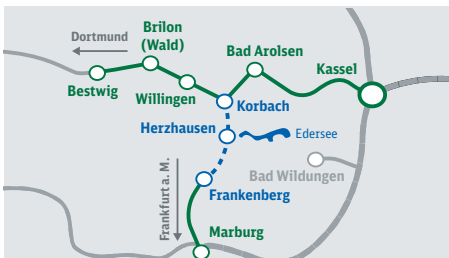 Dortmund
Brilon
(Wald)
Bad Arolsen
Kassel
Bestwig
Willingen
Korbach
Herzhausen
Edersee
Bad Wildungen
Frankfurt a. M.
Frankenberg
Marburg